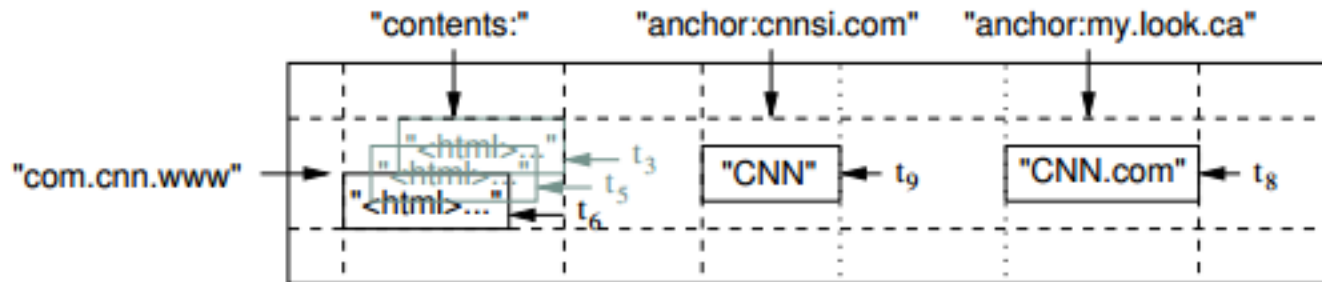 "contents:" "anchor:cnnsi.com" "anchor:my.look.ca"
"<html>..." t3
"com.cnn.www" "<html>..." "CNN" t9 "CNN.com" t8
t5
"<html>..." t6